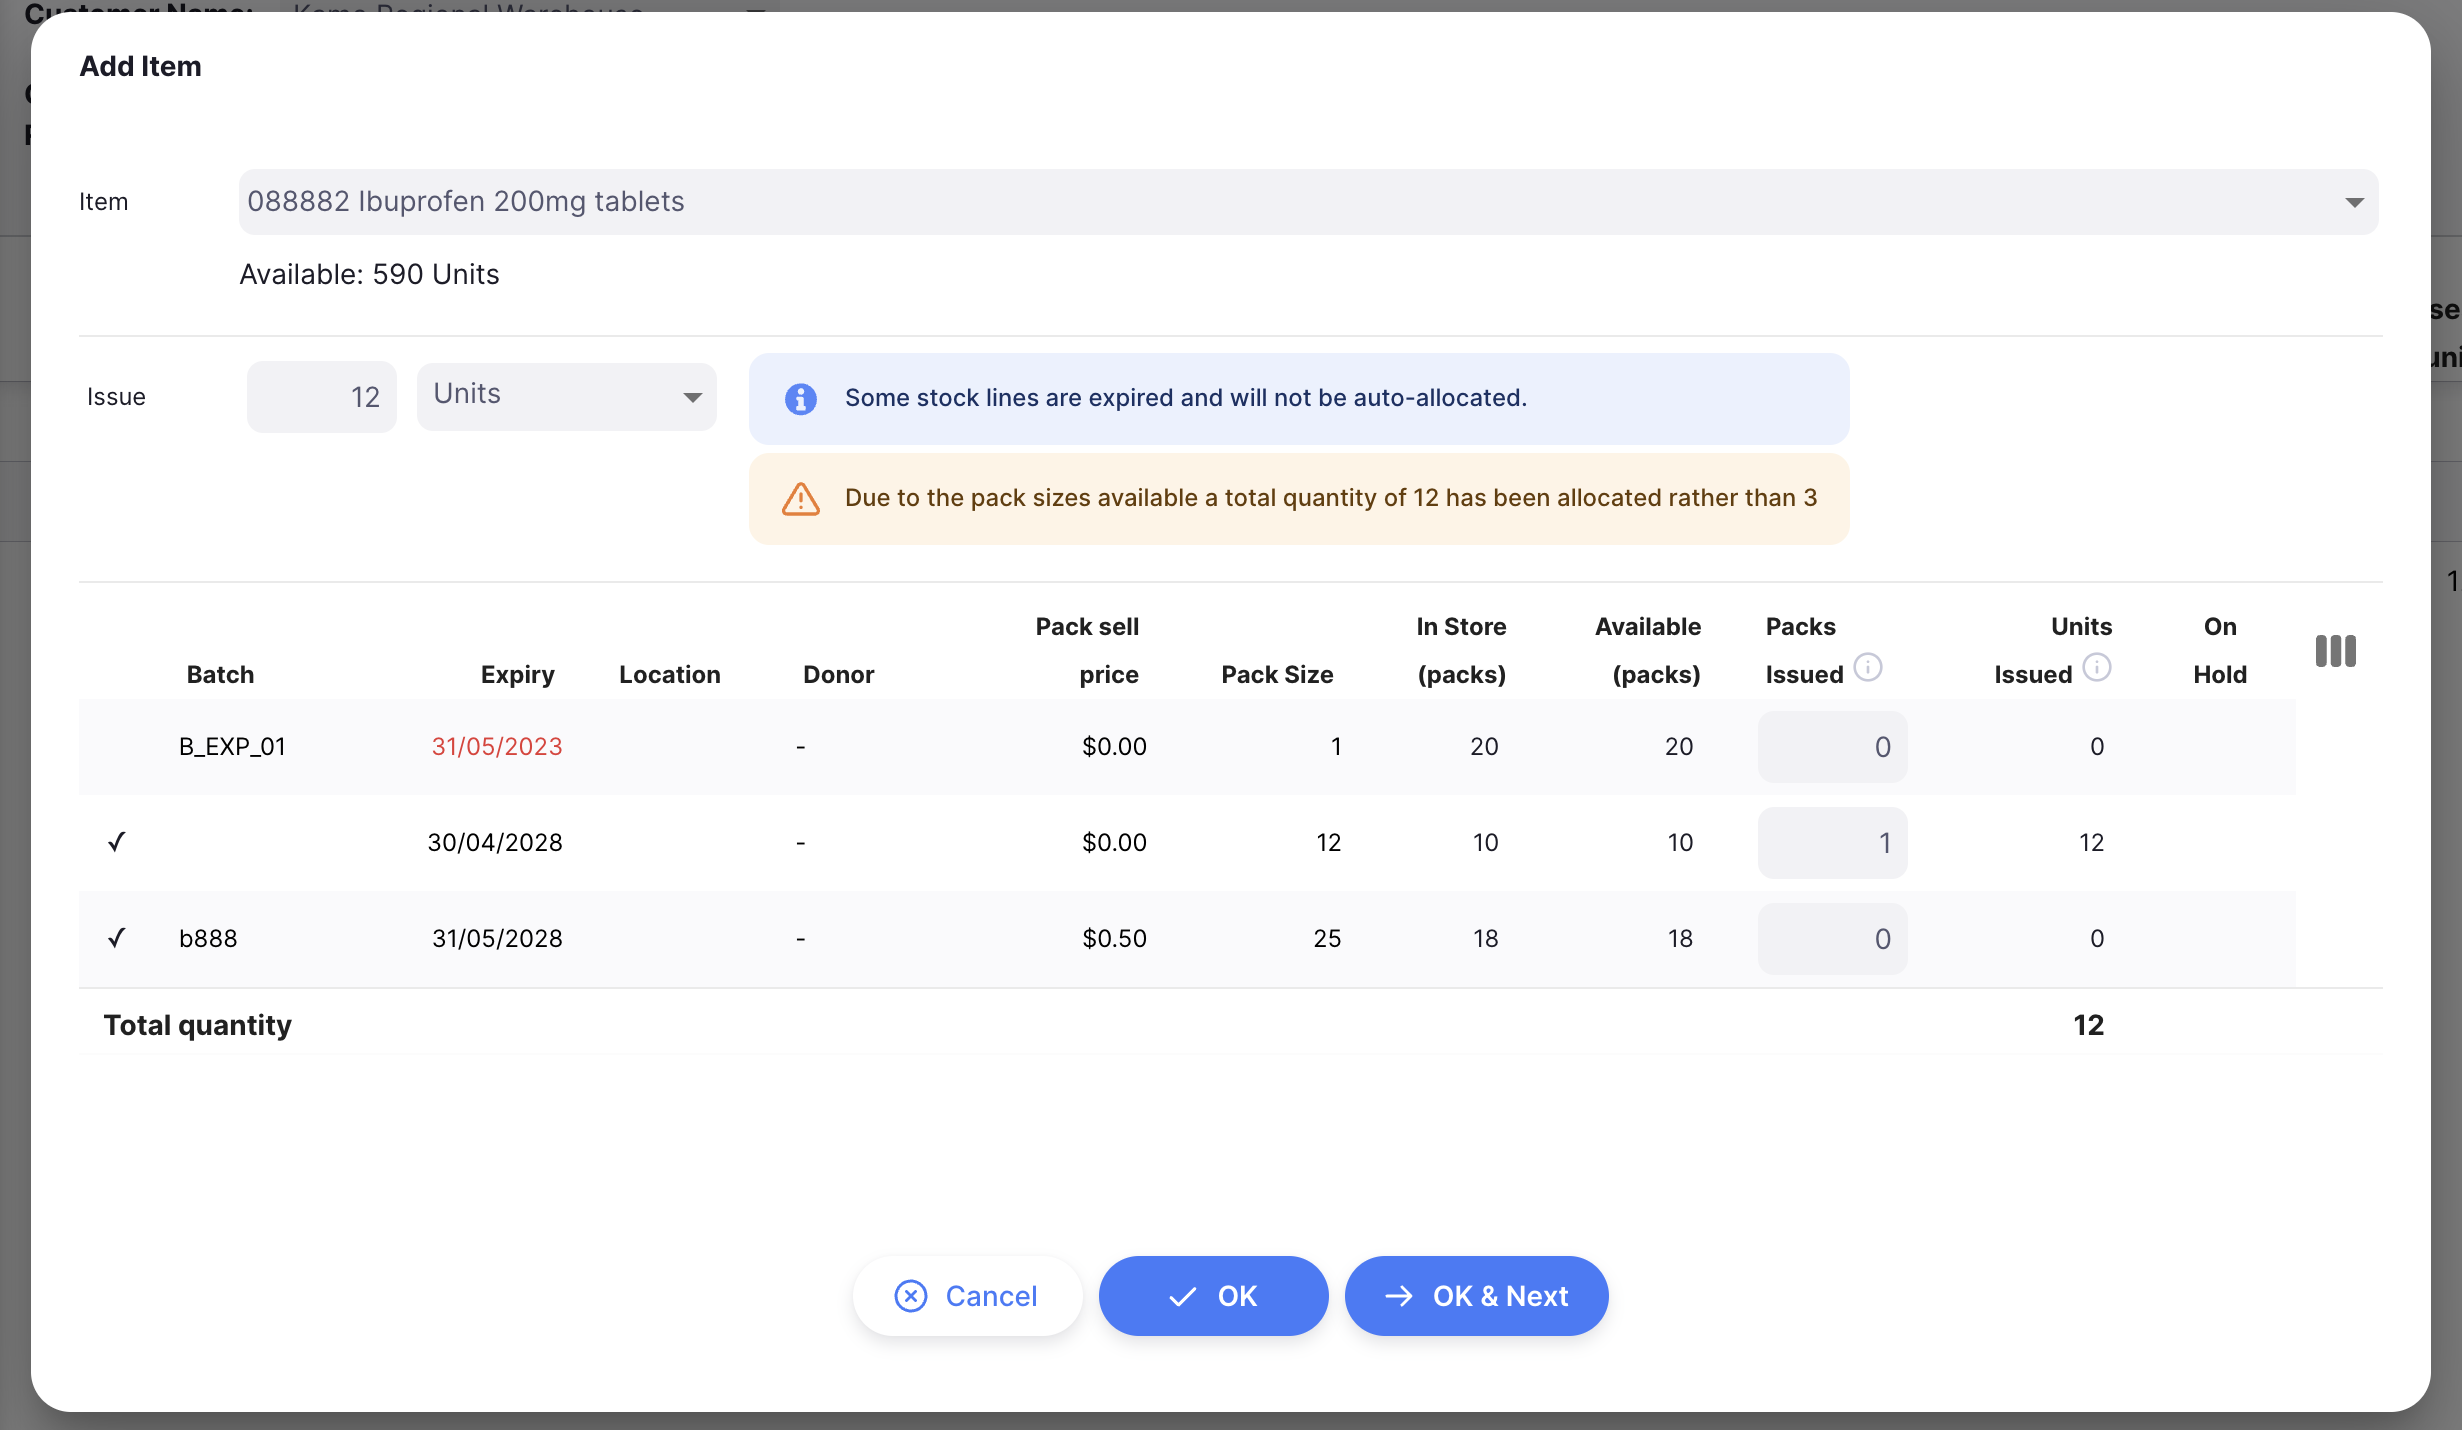 Customer Name:
Add Item
Item
088882 Ibuprofen 200mg tablets
Available: 590 Units
Issue
12
Units
Some stock lines are expired and will not be auto-allocated.
Due to the pack sizes available a total quantity of 12 has been allocated rather than 3
Batch Expiry Location Donor Pack sell price Pack Size In Store (packs) Available (packs) Packs Issued Units Issued On Hold
B_EXP_01 31/05/2023 - $0.00 1 20 20 0 0
✓ 30/04/2028 - $0.00 12 10 10 1 12
✓ b888 31/05/2028 - $0.50 25 18 18 0 0
Total quantity 12
Cancel
OK
OK & Next